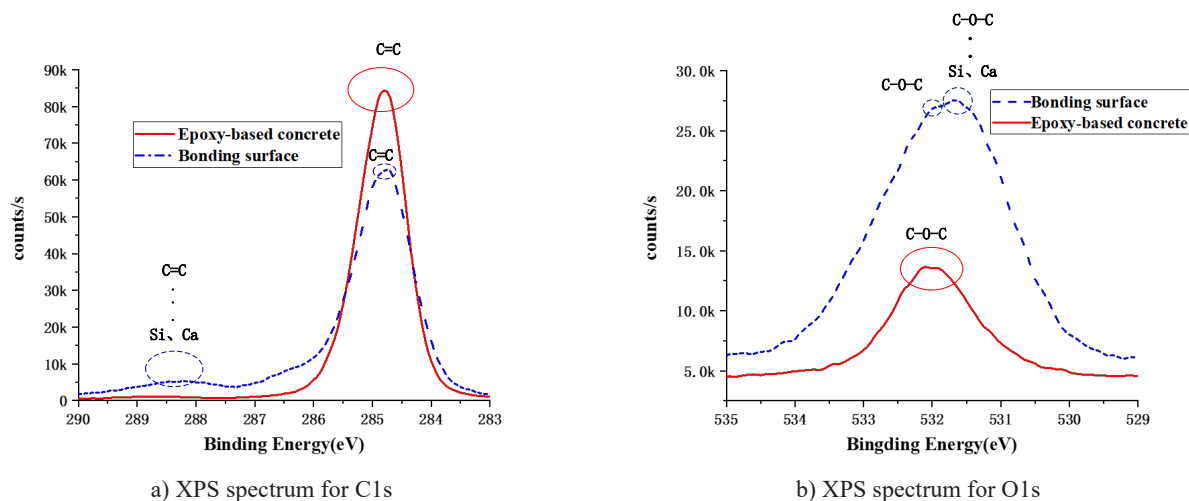 C=C
90k
80k
70k
60k
50k
40k
30k
20k
10k
0
counts/s
Epoxy-based concrete
Bonding surface
C=C
C=C
Si、Ca
290
289
288
287
286
285
284
283
Binding Energy(eV)
a) XPS spectrum for C1s
C-O-C
Si、Ca
C-O-C
30.0k
25.0k
20.0k
15.0k
10.0k
5.0k
counts/s
Bonding surface
Epoxy-based concrete
C-O-C
535
534
533
532
531
530
529
Bingding Energy(eV)
b) XPS spectrum for O1s